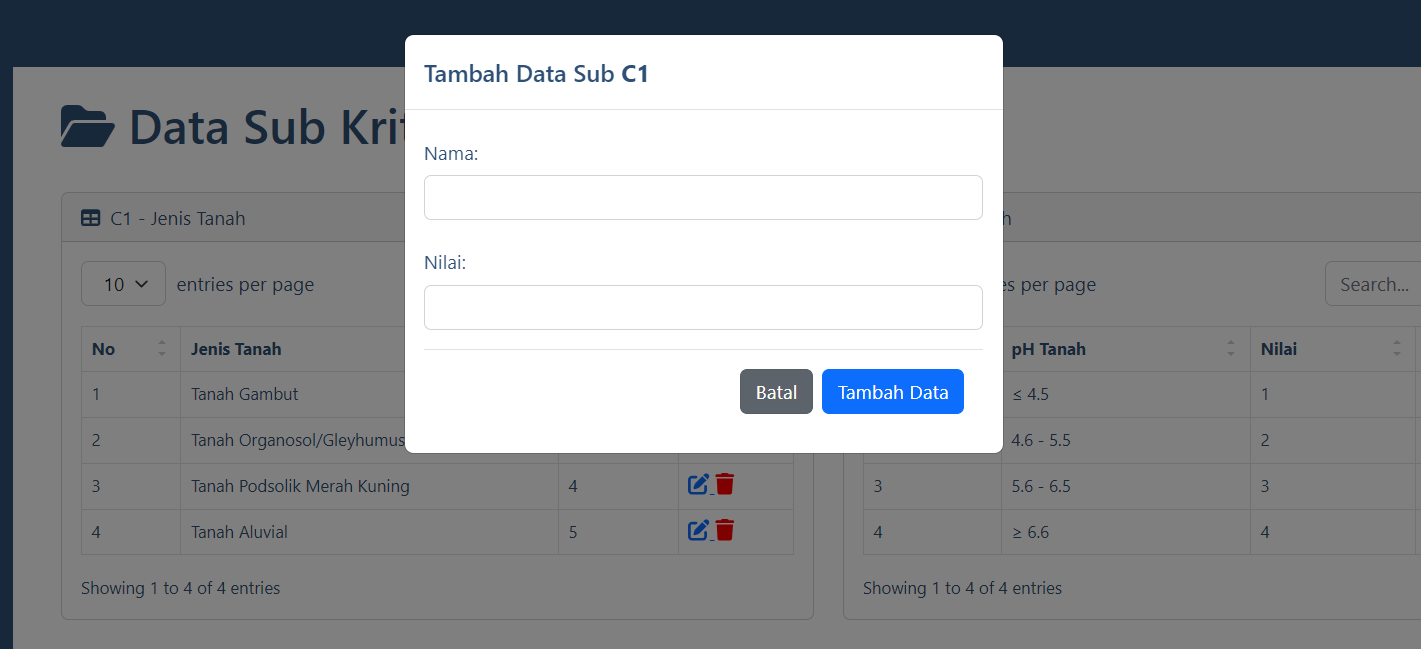 Tambah Data Sub C1
Data Sub Krit
Nama:
C1 - Jenis Tanah
h
Nilai:
10 entries per page
es per page
Search...
No Jenis Tanah
pH Tanah Nilai
1 Tanah Gambut
≤ 4.5 1
Batal Tambah Data
2 Tanah Organosol/Gleyhumus
4.6 - 5.5 2
3 Tanah Podsolik Merah Kuning 4
3 5.6 - 6.5 3
4 Tanah Aluvial 5
4 ≥ 6.6 4
Showing 1 to 4 of 4 entries
Showing 1 to 4 of 4 entries